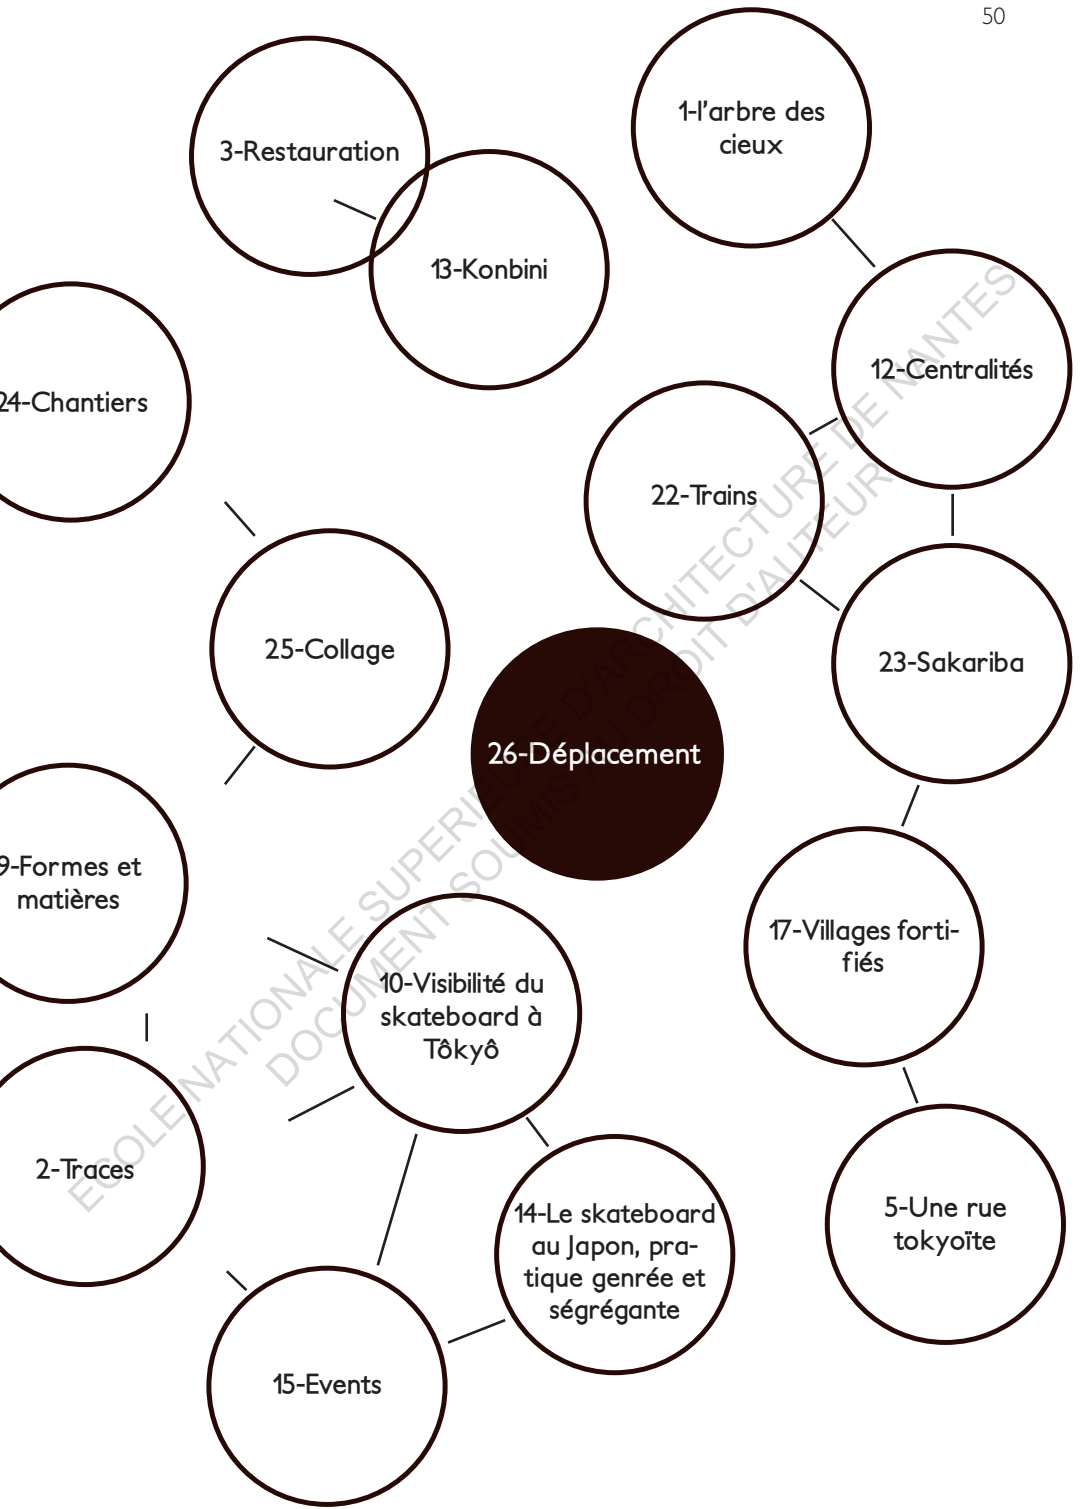 50
1-l'arbre des
cieux
3-Restauration
13-Konbini
12-Centralités
24-Chantiers
22-Trains
25-Collage
23-Sakariba
26-Déplacement
9-Formes et
matières
17-Villages forti-
fiés
10-Visibilité du
skateboard à
Tôkyô
2-Traces
14-Le skateboard
au Japon, pra-
tique genrée et
ségrégante
5-Une rue
tokyoïte
15-Events
ECOLE NATIONALE SUPERIEURE D'ARCHITECTURE DE NANTES
DOCUMENT SOUMIS AU DROIT D'AUTEUR